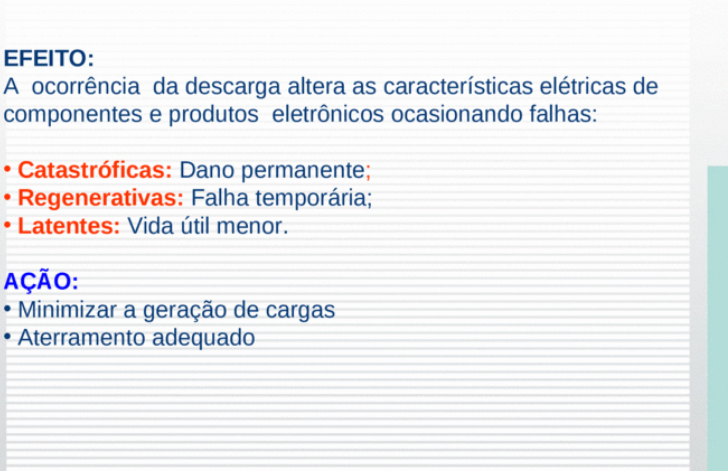 EFEITO:
A ocorrência da descarga altera as características elétricas de
componentes e produtos eletrônicos ocasionando falhas:
• Catastróficas: Dano permanente;
• Regenerativas: Falha temporária;
• Latentes: Vida útil menor.
AÇÃO:
• Minimizar a geração de cargas
• Aterramento adequado